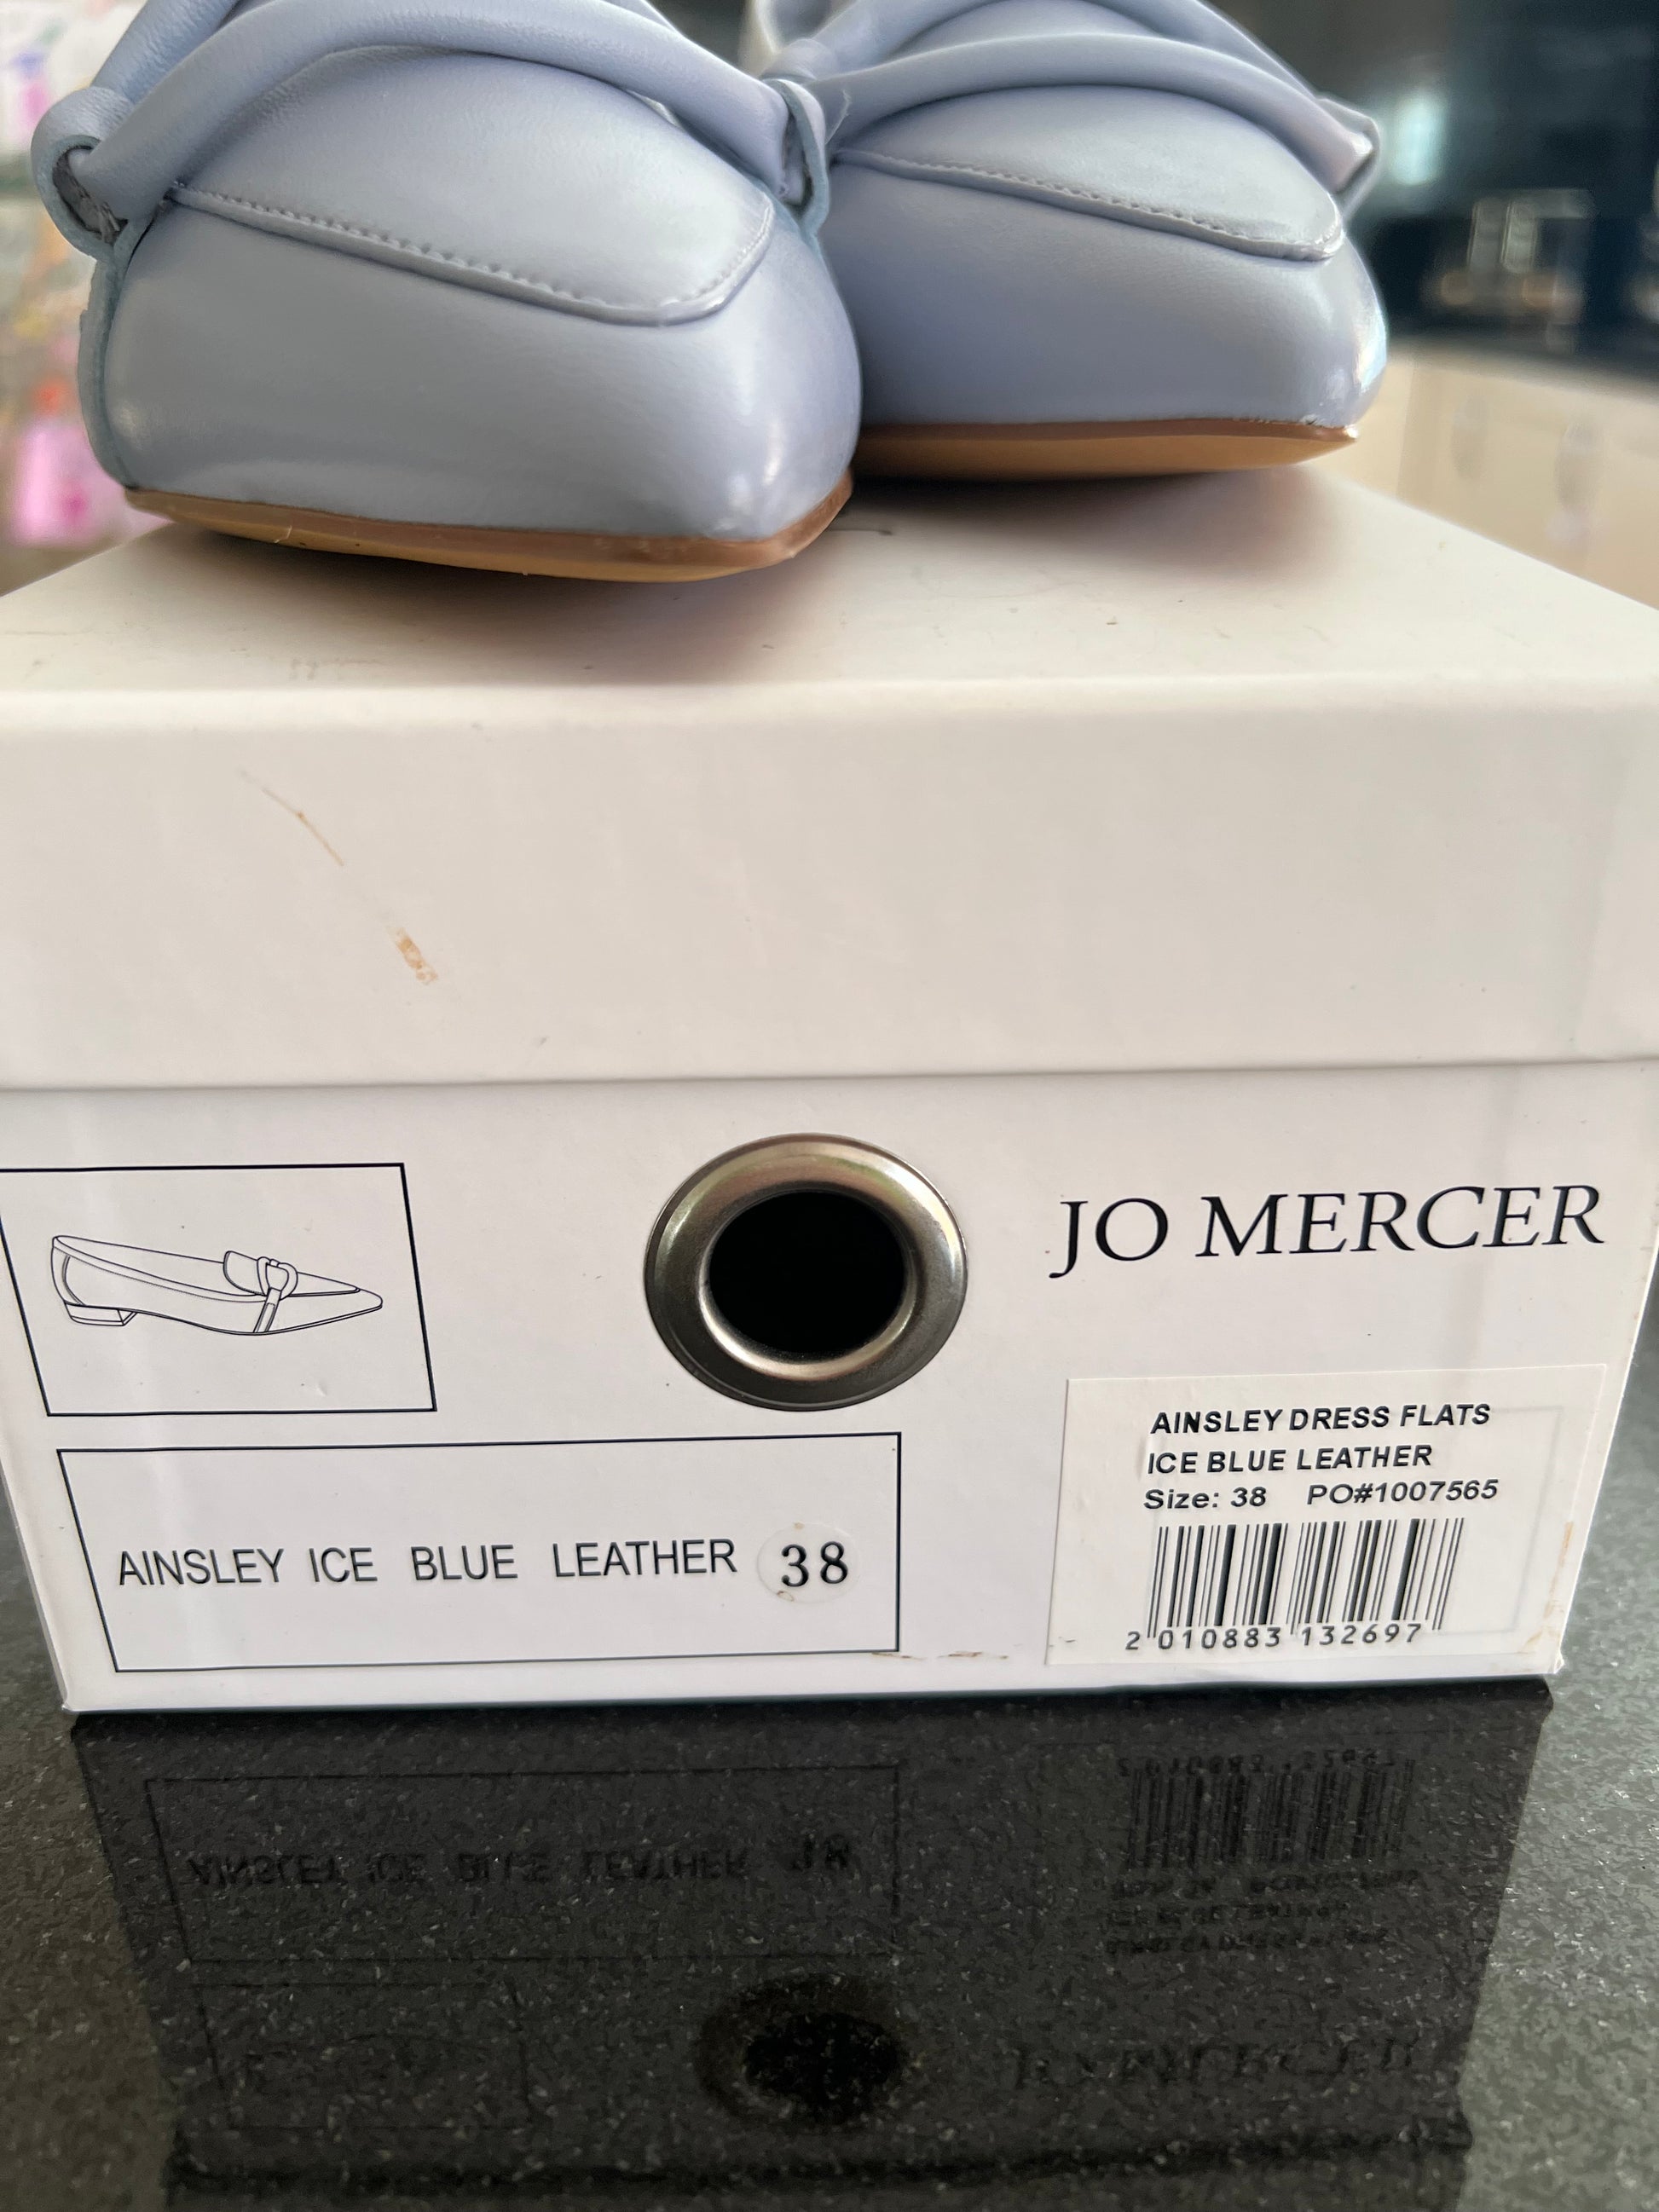 JO MERCER
AINSLEY DRESS FLATS
ICE BLUE LEATHER
Size: 38 PO#1007565
2 010883 132697
AINSLEY ICE BLUE LEATHER 38